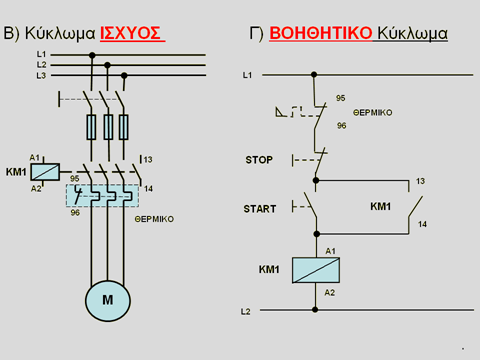 Β) Κύκλωμα ΙΣΧΥΟΣ
L1
L2
L3
A1
KM1
A2
13
95
14
96
ΘΕΡΜΙΚΟ
M
Γ) ΒΟΗΘΗΤΙΚΟ Κύκλωμα
L1
95
ΘΕΡΜΙΚΟ
96
STOP
13
START
KM1
14
A1
KM1
A2
L2